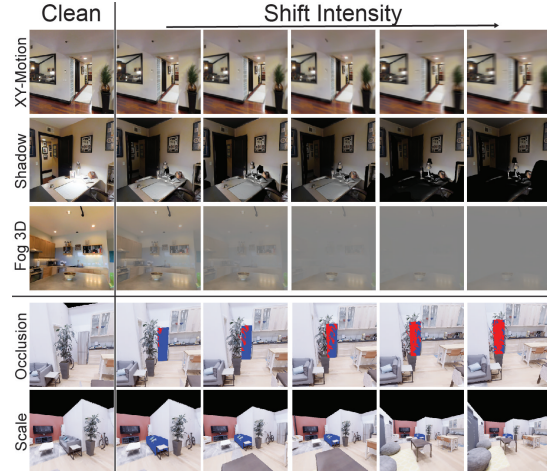 Clean
Shift Intensity
XY-Motion
Shadow
Fog 3D
Occlusion
Scale